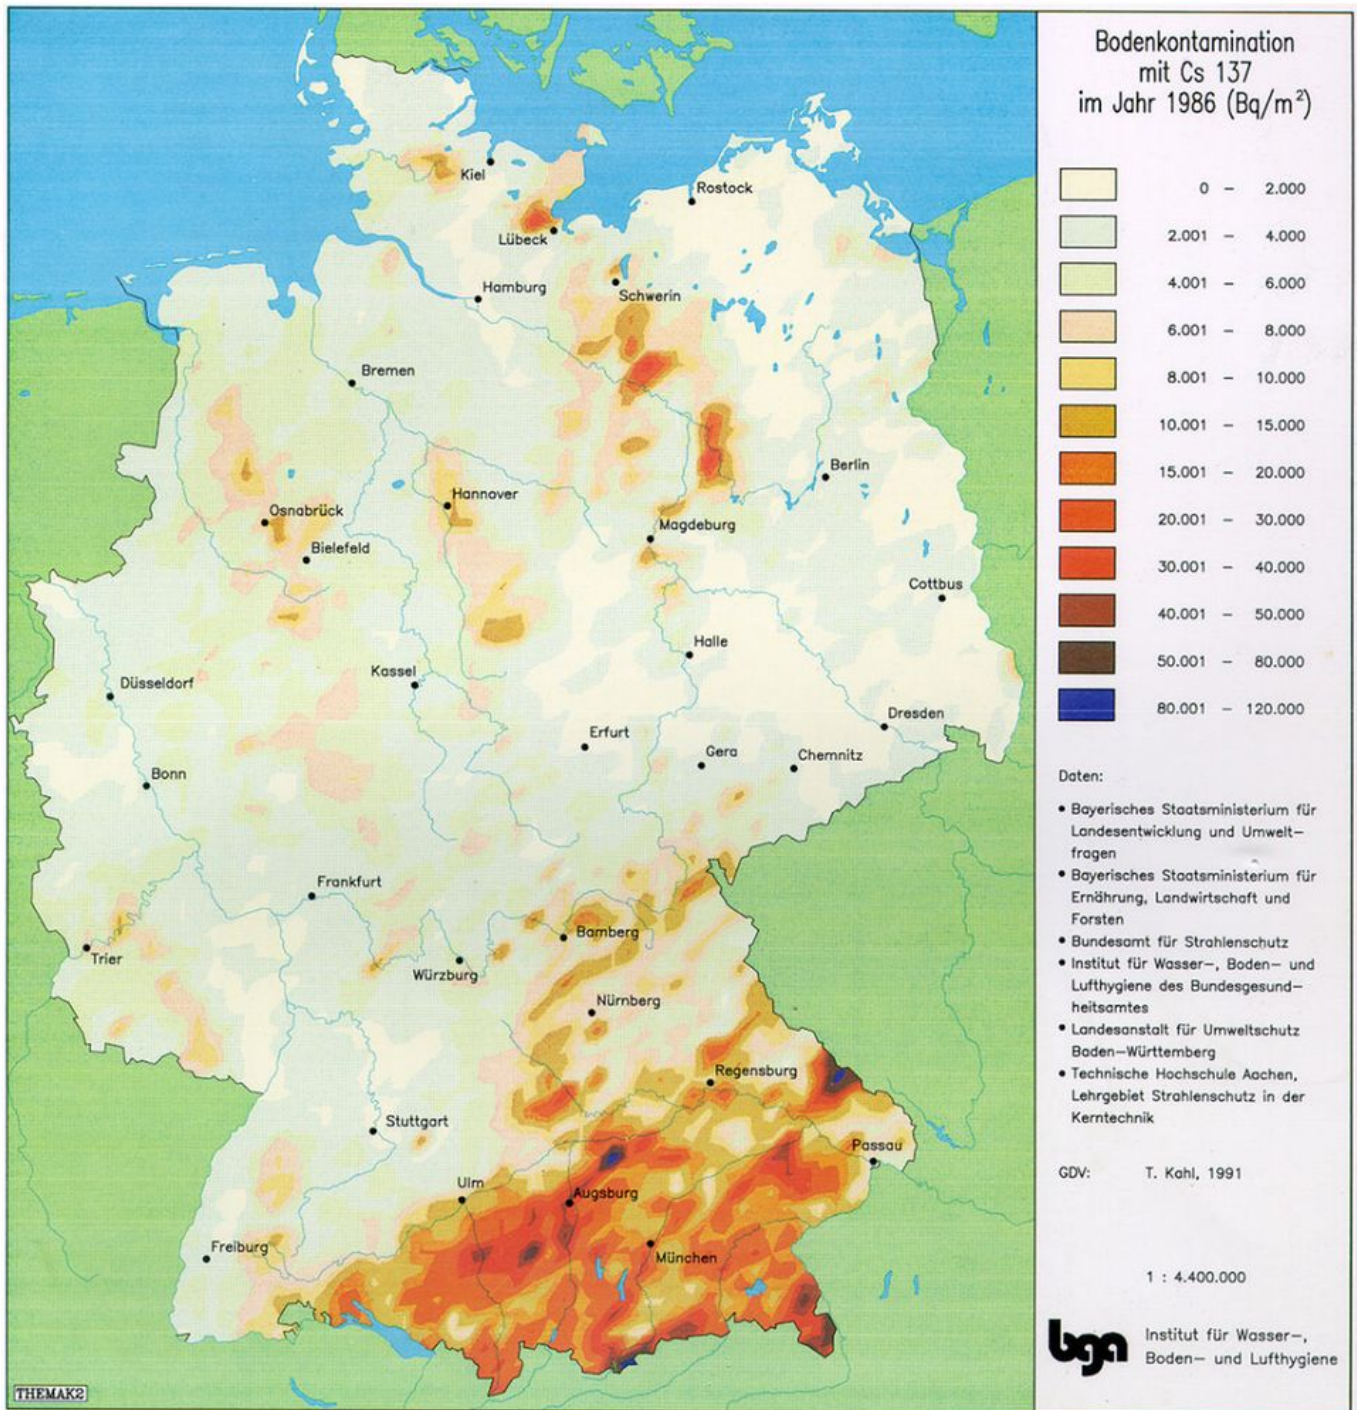 Bodenkontamination
mit Cs 137
im Jahr 1986 (Bq/m²)
0 – 2.000
2.001 – 4.000
4.001 – 6.000
6.001 – 8.000
8.001 – 10.000
10.001 – 15.000
15.001 – 20.000
20.001 – 30.000
30.001 – 40.000
40.001 – 50.000
50.001 – 80.000
80.001 – 120.000
Daten:
• Bayerisches Staatsministerium für
Landesentwicklung und Umwelt–
fragen
• Bayerisches Staatsministerium für
Ernährung, Landwirtschaft und
Forsten
• Bundesamt für Strahlenschutz
• Institut für Wasser–, Boden– und
Lufthygiene des Bundesgesund–
heitsamtes
• Landesanstalt für Umweltschutz
Baden–Württemberg
• Technische Hochschule Aachen,
Lehrgebiet Strahlenschutz in der
Kerntechnik
GDV: T. Kahl, 1991
1 : 4.400.000
bga
Institut für Wasser–,
Boden– und Lufthygiene
Kiel
Rostock
Lübeck
Schwerin
Hamburg
Bremen
Berlin
Hannover
Osnabrück
Magdeburg
Bielefeld
Cottbus
Halle
Kassel
Düsseldorf
Dresden
Erfurt
Gera
Chemnitz
Bonn
Frankfurt
Bamberg
Trier
Würzburg
Nürnberg
Regensburg
Stuttgart
Passau
Ulm
Augsburg
Freiburg
München
THEMAK2